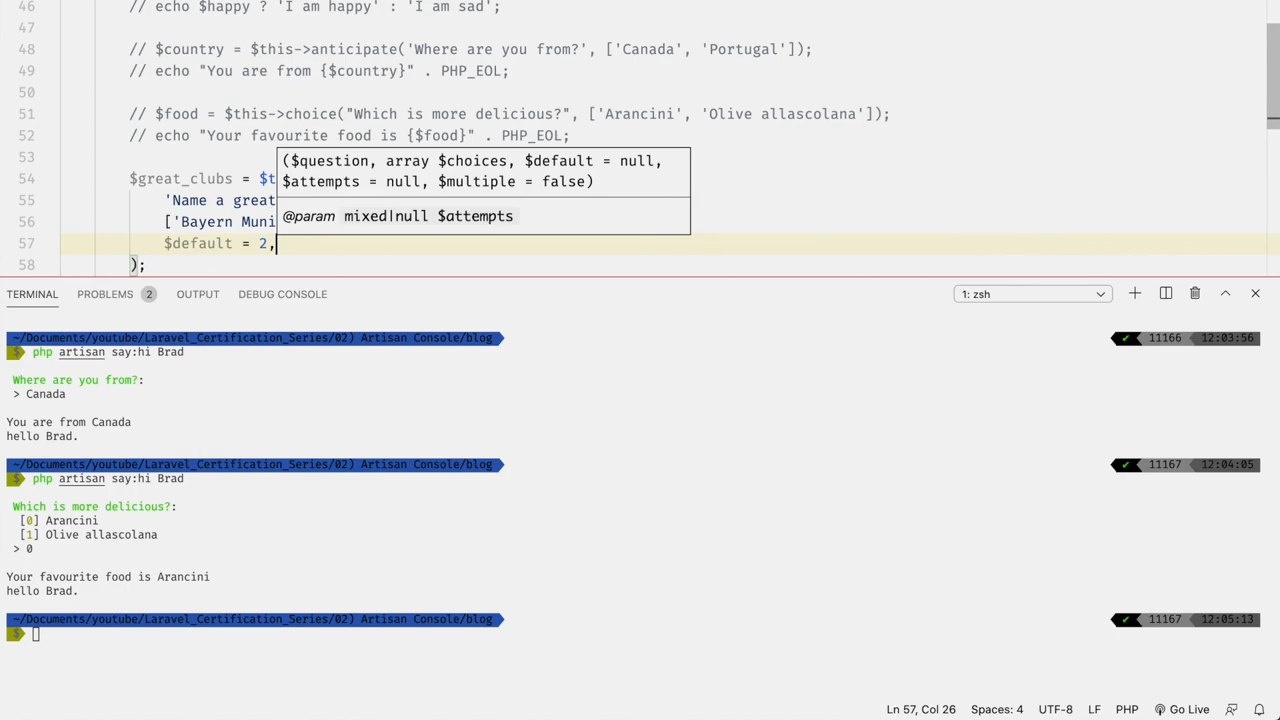 46 // echo $happy ? 'I am happy' : 'I am sad';
47
48 // $country = $this->anticipate('Where are you from?', ['Canada', 'Portugal']);
49 // echo "You are from {$country}" . PHP_EOL;
50
51 // $food = $this->choice("Which is more delicious?", ['Arancini', 'Olive allascolana']);
52 // echo "Your favourite food is {$food}" . PHP_EOL;
53
($question, array $choices, $default = null,
54 $great_clubs = $t
$attempts = null, $multiple = false)
55 'Name a great
56 ['Bayern Muni
@param mixed|null $attempts
57 $default = 2,
58 );
TERMINAL PROBLEMS 2 OUTPUT DEBUG CONSOLE 1: zsh
~/Documents/youtube/Laravel_Certification_Series/02) Artisan Console/blog ✔ 11166 12:03:56
$ php artisan say:hi Brad
Where are you from?:
> Canada
You are from Canada
hello Brad.
~/Documents/youtube/Laravel_Certification_Series/02) Artisan Console/blog ✔ 11167 12:04:05
$ php artisan say:hi Brad
Which is more delicious?:
[0] Arancini
[1] Olive allascolana
> 0
Your favourite food is Arancini
hello Brad.
~/Documents/youtube/Laravel_Certification_Series/02) Artisan Console/blog ✔ 11167 12:05:13
$
Ln 57, Col 26 Spaces: 4 UTF-8 LF PHP Go Live